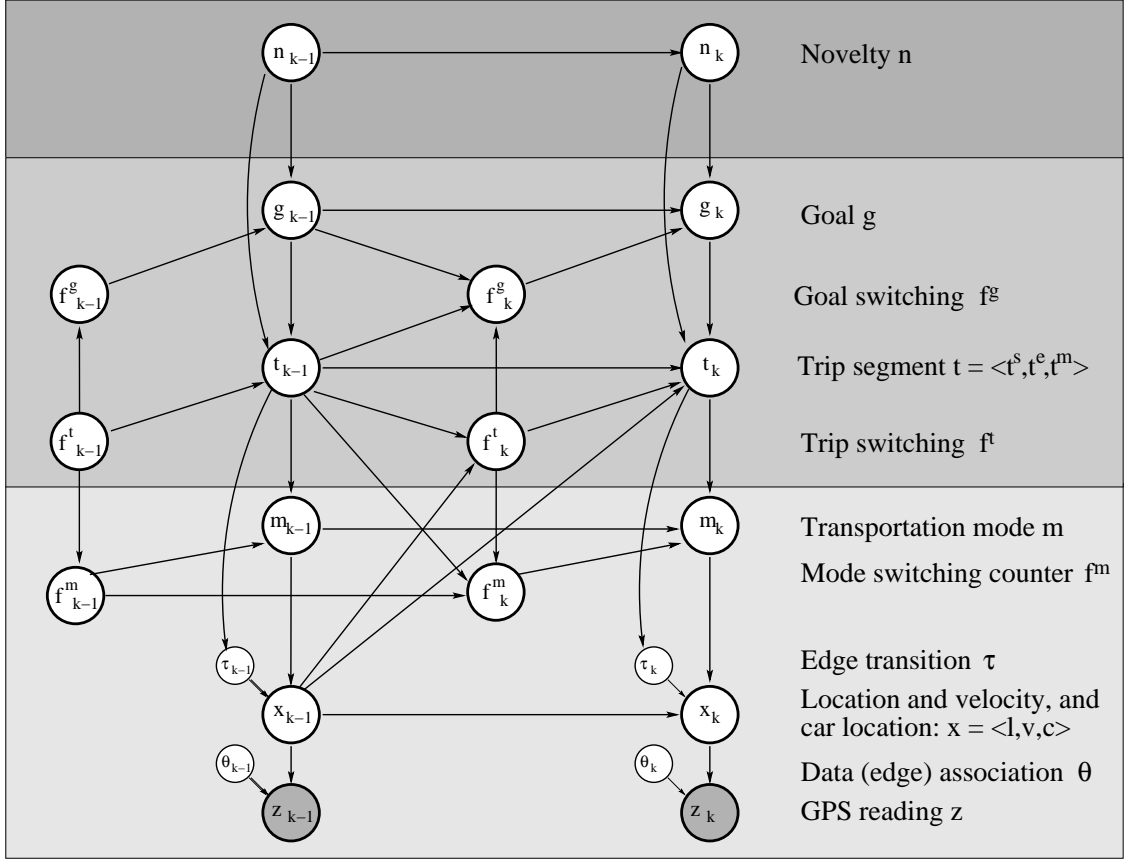 n k−1
n k
Novelty n
g k−1
g k
Goal g
f g k−1
f g k
Goal switching f g
t k−1
t k
Trip segment t = <t s ,t e ,t m >
f t k−1
f t k
Trip switching f t
m k−1
m k
Transportation mode m
f m k−1
f m k
Mode switching counter f m
τ k−1
τ k
Edge transition τ
x k−1
x k
Location and velocity, and
car location: x = <l,v,c>
θ k−1
θ k
Data (edge) association θ
z k−1
z k
GPS reading z